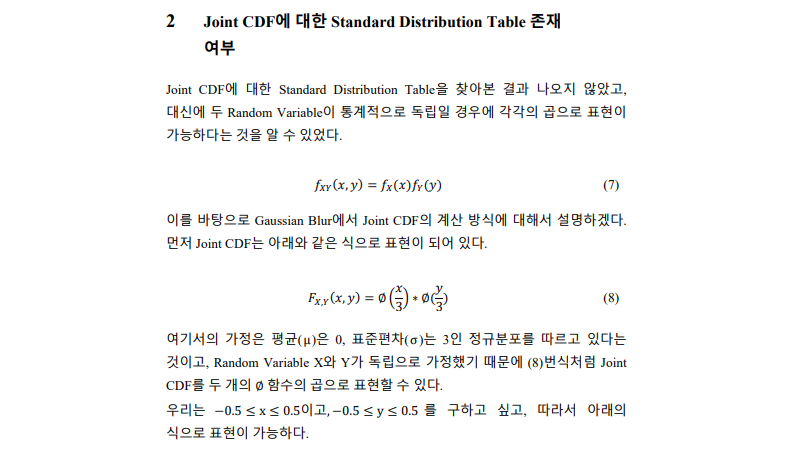 2 Joint CDF에 대한 Standard Distribution Table 존재
여부
Joint CDF에 대한 Standard Distribution Table을 찾아본 결과 나오지 않았고,
대신에 두 Random Variable이 통계적으로 독립일 경우에 각각의 곱으로 표현이
가능하다는 것을 알 수 있었다.
f_{XY}(x, y) = f_X(x)f_Y(y) (7)
이를 바탕으로 Gaussian Blur에서 Joint CDF의 계산 방식에 대해서 설명하겠다.
먼저 Joint CDF는 아래와 같은 식으로 표현이 되어 있다.
F_{X,Y}(x, y) = ∅(x/3) * ∅(y/3) (8)
여기서의 가정은 평균(μ)은 0, 표준편차(σ)는 3인 정규분포를 따르고 있다는
것이고, Random Variable X와 Y가 독립으로 가정했기 때문에 (8)번식처럼 Joint
CDF를 두 개의 ∅ 함수의 곱으로 표현할 수 있다.
우리는 −0.5 ≤ x ≤ 0.5이고, −0.5 ≤ y ≤ 0.5 를 구하고 싶고, 따라서 아래의
식으로 표현이 가능하다.